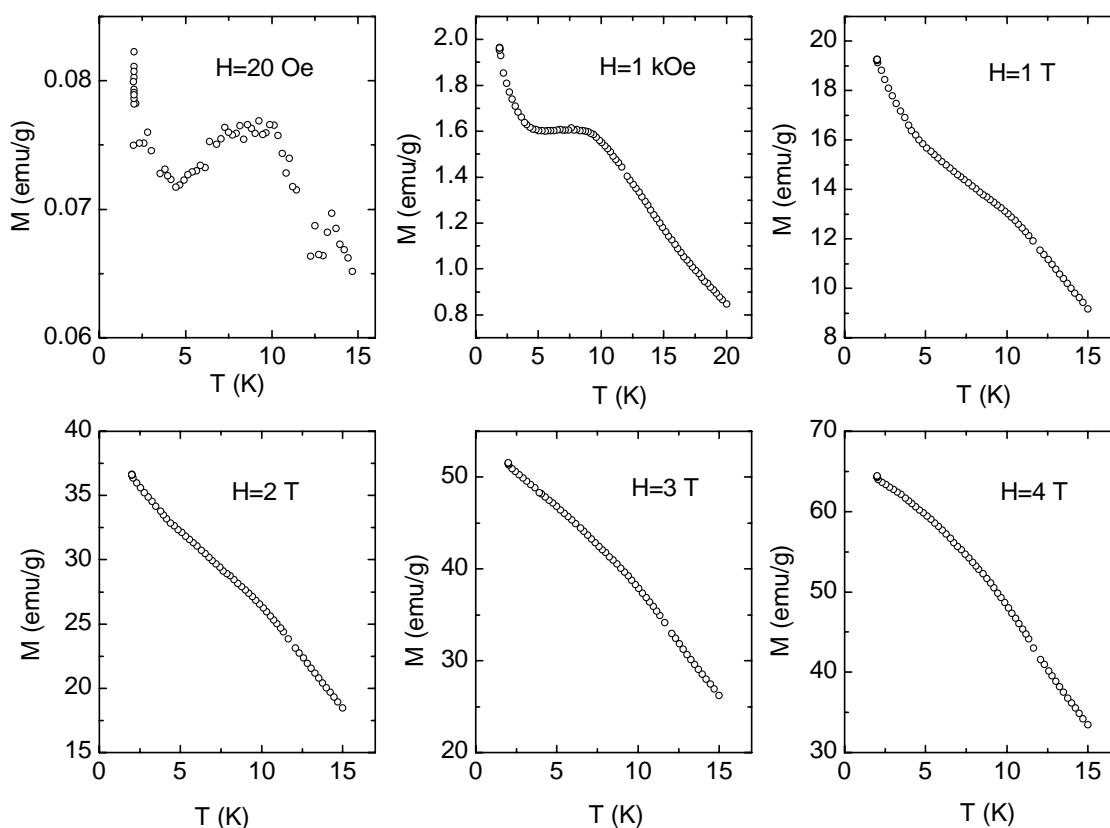 H=20 Oe
M (emu/g)
0.08
0.07
0.06
0 5 10 15
T (K)
H=1 kOe
M (emu/g)
2.0
1.8
1.6
1.4
1.2
1.0
0.8
0 5 10 15 20
T (K)
H=1 T
M (emu/g)
20
18
16
14
12
10
8
0 5 10 15
T (K)
H=2 T
M (emu/g)
40
35
30
25
20
15
0 5 10 15
T (K)
H=3 T
M (emu/g)
50
40
30
20
0 5 10 15
T (K)
H=4 T
M (emu/g)
70
60
50
40
30
0 5 10 15
T (K)